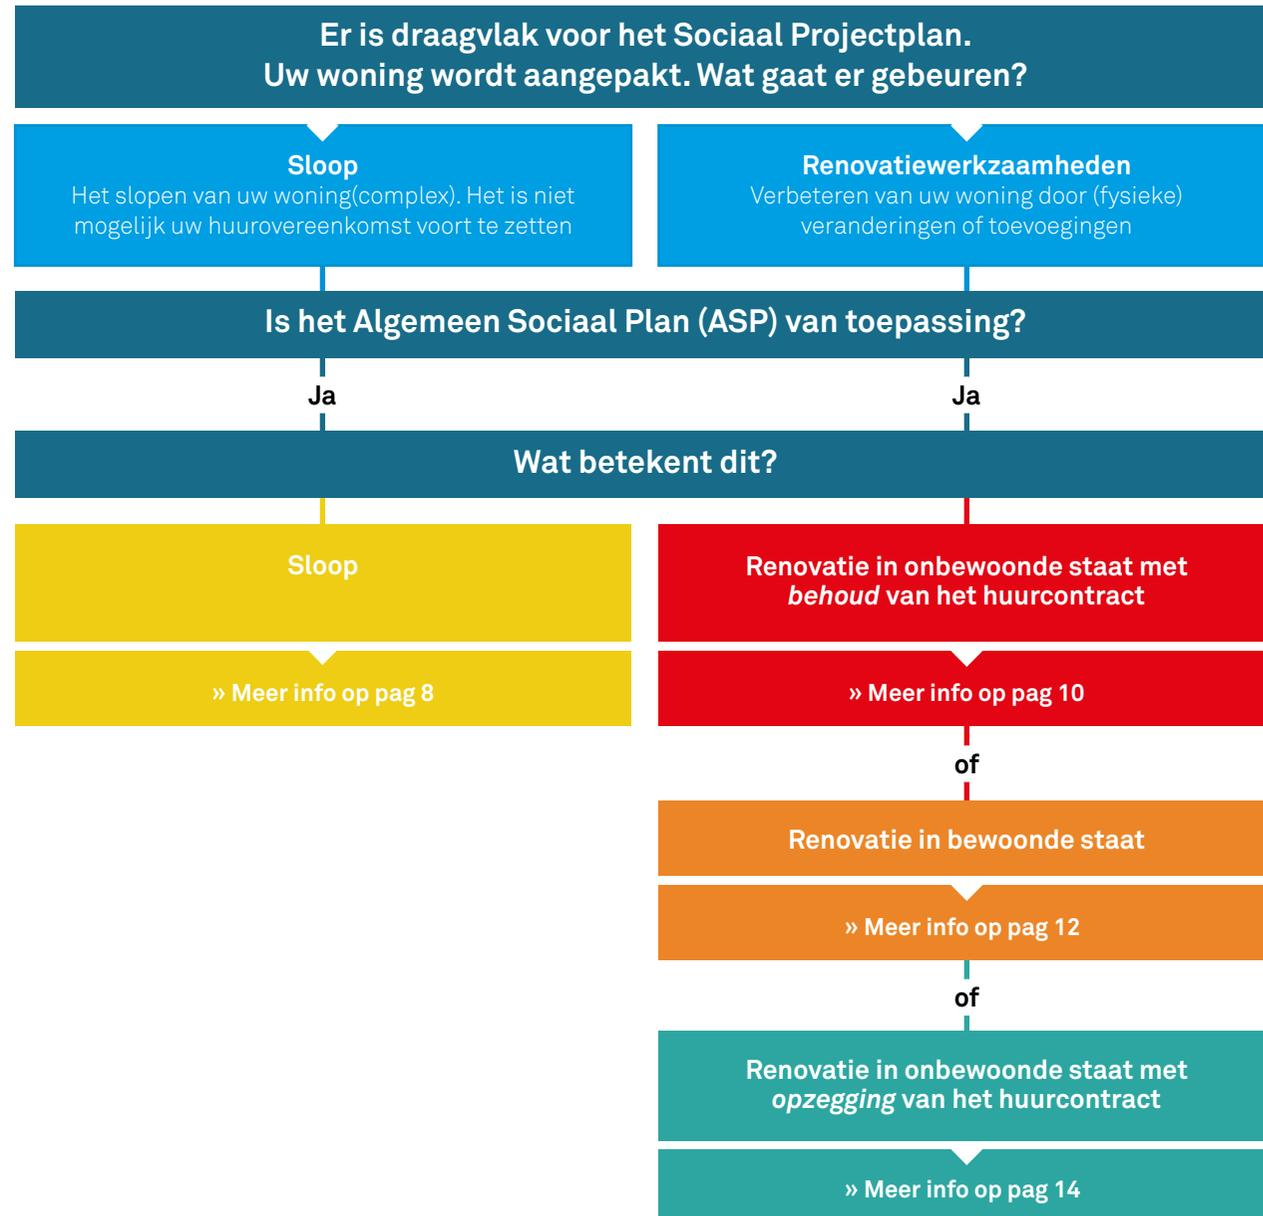 Er is draagvlak voor het Sociaal Projectplan.
Uw woning wordt aangepakt. Wat gaat er gebeuren?
Sloop
Het slopen van uw woning(complex). Het is niet
mogelijk uw huurovereenkomst voort te zetten
Renovatiewerkzaamheden
Verbeteren van uw woning door (fysieke)
veranderingen of toevoegingen
Is het Algemeen Sociaal Plan (ASP) van toepassing?
Ja
Ja
Wat betekent dit?
Sloop
» Meer info op pag 8
Renovatie in onbewoonde staat met
behoud van het huurcontract
» Meer info op pag 10
of
Renovatie in bewoonde staat
» Meer info op pag 12
of
Renovatie in onbewoonde staat met
opzegging van het huurcontract
» Meer info op pag 14